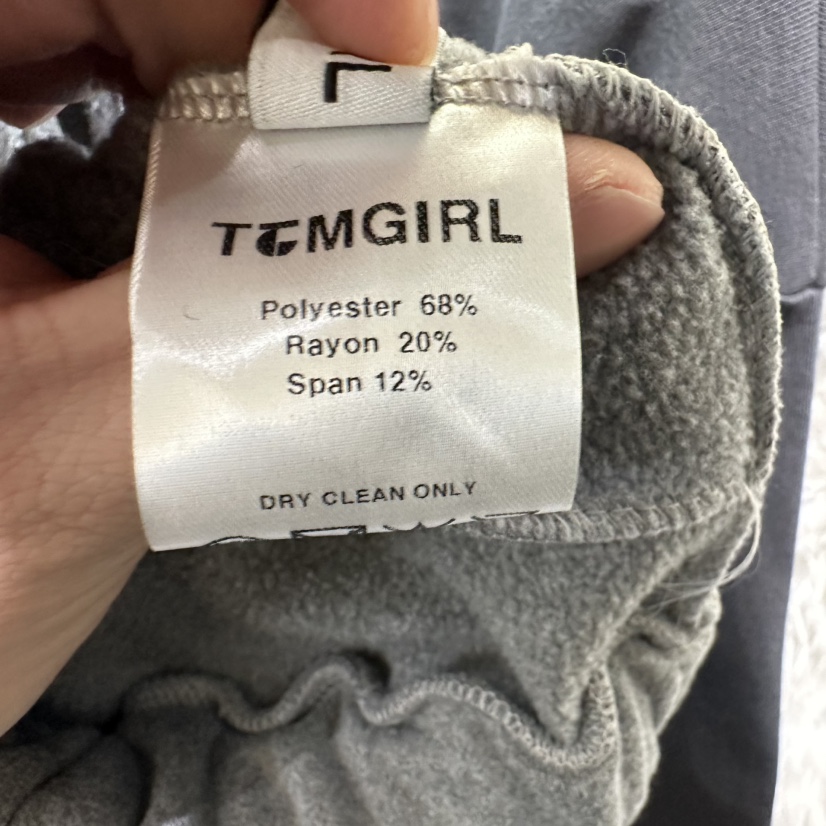 L
TCMGIRL
Polyester 68%
Rayon 20%
Span 12%
DRY CLEAN ONLY